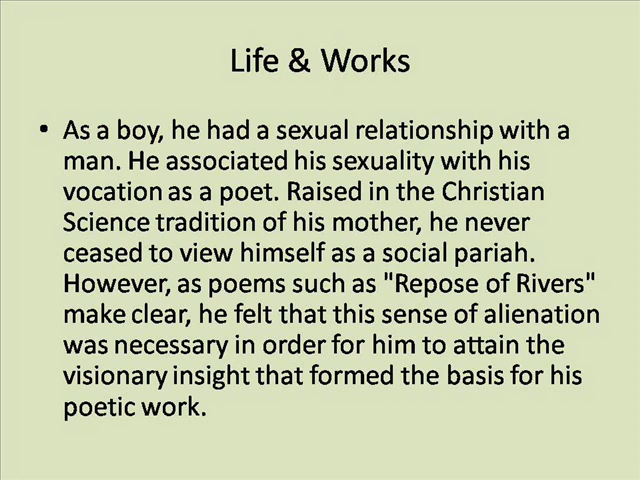 Life & Works
• As a boy, he had a sexual relationship with a
man. He associated his sexuality with his
vocation as a poet. Raised in the Christian
Science tradition of his mother, he never
ceased to view himself as a social pariah.
However, as poems such as "Repose of Rivers"
make clear, he felt that this sense of alienation
was necessary in order for him to attain the
visionary insight that formed the basis for his
poetic work.